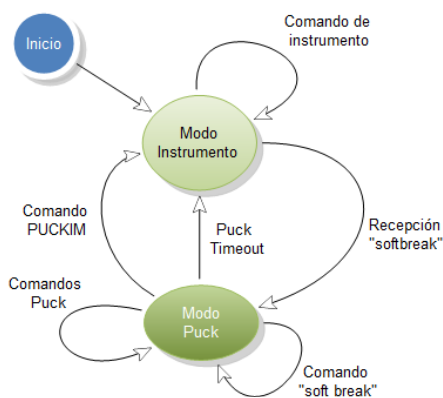 Inicio
Comando de
instrumento
Modo
Instrumento
Comando
PUCKIM
Puck
Timeout
Recepción
"softbreak"
Comandos
Puck
Modo
Puck
Comando
"soft break"